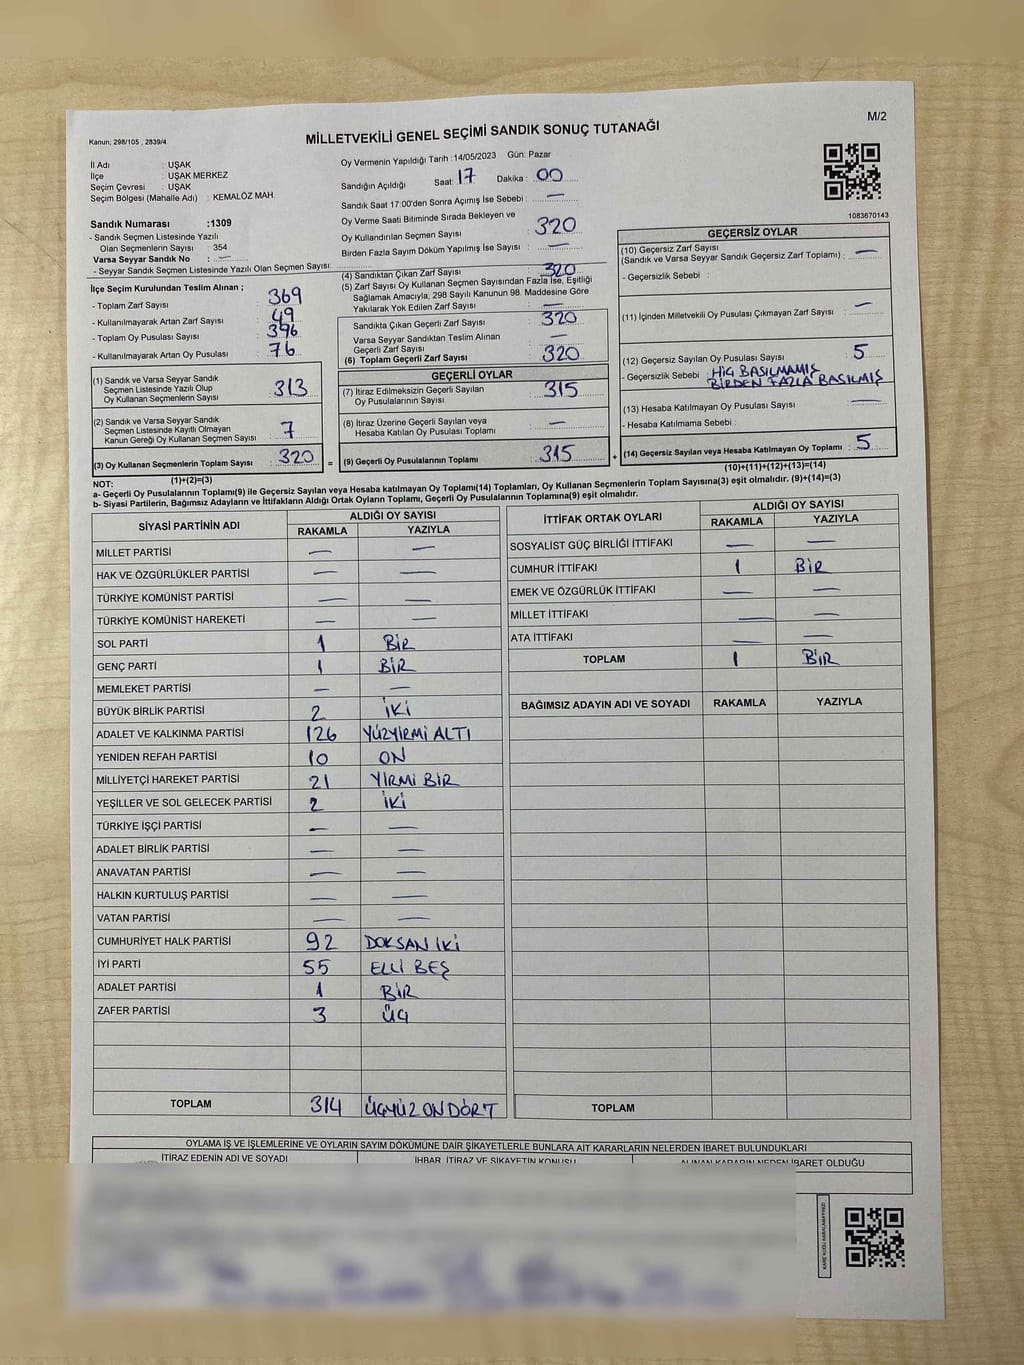 M/2
Kanun; 298/105 , 2839/4
MİLLETVEKİLİ GENEL SEÇİMİ SANDIK SONUÇ TUTANAĞI
İl Adı : UŞAK
İlçe : UŞAK MERKEZ
Seçim Çevresi : UŞAK
Seçim Bölgesi (Mahalle Adı) : KEMALÖZ MAH.
Sandık Numarası :1309
- Sandık Seçmen Listesinde Yazılı
Olan Seçmenlerin Sayısı : 354
Varsa Seyyar Sandık No : —
- Seyyar Sandık Seçmen Listesinde Yazılı Olan Seçmen Sayısı:
İlçe Seçim Kurulundan Teslim Alınan ;
- Toplam Zarf Sayısı : 369
- Kullanılmayarak Artan Zarf Sayısı : 49
- Toplam Oy Pusulası Sayısı : 396
- Kullanılmayarak Artan Oy Pusulası : 76
(1) Sandık ve Varsa Seyyar Sandık
Seçmen Listesinde Yazılı Olup
Oy Kullanan Seçmenlerin Sayısı : 313
(2) Sandık ve Varsa Seyyar Sandık
Seçmen Listesinde Kayıtlı Olmayan
Kanun Gereği Oy Kullanan Seçmen Sayısı : 7
(3) Oy Kullanan Seçmenlerin Toplam Sayısı : 320
(1)+(2)=(3)
Oy Vermenin Yapıldığı Tarih : 14/05/2023 Gün: Pazar
Sandığın Açıldığı Saat: 17 Dakika : 00
Sandık Saat 17:00'den Sonra Açımış İse Sebebi : —
Oy Verme Saati Bitiminde Sırada Bekleyen ve
Oy Kullandırılan Seçmen Sayısı : 320
Birden Fazla Sayım Döküm Yapılmış İse Sayısı : —
(4) Sandıktan Çıkan Zarf Sayısı : 320
(5) Zarf Sayısı Oy Kullanan Seçmen Sayısından Fazla İse, Eşitliği
Sağlamak Amacıyla; 298 Sayılı Kanunun 98. Maddesine Göre
Yakılarak Yok Edilen Zarf Sayısı : —
Sandıkta Çıkan Geçerli Zarf Sayısı : 320
Varsa Seyyar Sandıktan Teslim Alınan
Geçerli Zarf Sayısı : —
(6) Toplam Geçerli Zarf Sayısı : 320
GEÇERLİ OYLAR
(7) İtiraz Edilmeksizin Geçerli Sayılan
Oy Pusulalarının Sayısı : 315
(8) İtiraz Üzerine Geçerli Sayılan veya
Hesaba Katılan Oy Pusulası Toplamı : —
= (9) Geçerli Oy Pusulalarının Toplamı : 315
1083670143
GEÇERSİZ OYLAR
(10) Geçersiz Zarf Sayısı
(Sandık ve Varsa Seyyar Sandık Geçersiz Zarf Toplamı) : —
- Geçersizlik Sebebi :
(11) İçinden Milletvekili Oy Pusulası Çıkmayan Zarf Sayısı : —
(12) Geçersiz Sayılan Oy Pusulası Sayısı : 5
- Geçersizlik Sebebi : HİÇ BASILMAMIŞ
BİRDEN FAZLA BASILMIŞ
(13) Hesaba Katılmayan Oy Pusulası Sayısı : —
- Hesaba Katılmama Sebebi :
+ (14) Geçersiz Sayılan veya Hesaba Katılmayan Oy Toplamı : 5
(10)+(11)+(12)+(13)=(14)
NOT:
a- Geçerli Oy Pusulalarının Toplamı(9) ile Geçersiz Sayılan veya Hesaba katılmayan Oy Toplamı(14) Toplamları, Oy Kullanan Seçmenlerin Toplam Sayısına(3) eşit olmalıdır. (9)+(14)=(3)
b- Siyasi Partilerin, Bağımsız Adayların ve İttifakların Aldığı Ortak Oyların Toplamı, Geçerli Oy Pusulalarının Toplamına(9) eşit olmalıdır.
SİYASİ PARTİNİN ADI ALDIĞI OY SAYISI
RAKAMLA YAZIYLA
MİLLET PARTİSİ — —
HAK VE ÖZGÜRLÜKLER PARTİSİ — —
TÜRKİYE KOMÜNİST PARTİSİ — —
TÜRKİYE KOMÜNİST HAREKETİ — —
SOL PARTİ 1 BİR
GENÇ PARTİ 1 BİR
MEMLEKET PARTİSİ — —
BÜYÜK BİRLİK PARTİSİ 2 İKİ
ADALET VE KALKINMA PARTİSİ 126 YÜZYİRMİ ALTI
YENİDEN REFAH PARTİSİ 10 ON
MİLLİYETÇİ HAREKET PARTİSİ 21 YİRMİ BİR
YEŞİLLER VE SOL GELECEK PARTİSİ 2 İKİ
TÜRKİYE İŞÇİ PARTİSİ — —
ADALET BİRLİK PARTİSİ — —
ANAVATAN PARTİSİ — —
HALKIN KURTULUŞ PARTİSİ — —
VATAN PARTİSİ — —
CUMHURİYET HALK PARTİSİ 92 DOKSAN İKİ
İYİ PARTİ 55 ELLİ BEŞ
ADALET PARTİSİ 1 BİR
ZAFER PARTİSİ 3 ÜÇ
TOPLAM 314 ÜÇYÜZ ONDÖRT
İTTİFAK ORTAK OYLARI ALDIĞI OY SAYISI
RAKAMLA YAZIYLA
SOSYALİST GÜÇ BİRLİĞİ İTTİFAKI — —
CUMHUR İTTİFAKI 1 BİR
EMEK VE ÖZGÜRLÜK İTTİFAKI — —
MİLLET İTTİFAKI — —
ATA İTTİFAKI — —
TOPLAM 1 BİR
BAĞIMSIZ ADAYIN ADI VE SOYADI RAKAMLA YAZIYLA
TOPLAM
OYLAMA İŞ VE İŞLEMLERİNE VE OYLARIN SAYIM DÖKÜMÜNE DAİR ŞİKAYETLERLE BUNLARA AİT KARARLARIN NELERDEN İBARET BULUNDUKLARI
İTİRAZ EDENİN ADI VE SOYADI İHBAR, İTİRAZ VE ŞİKAYETİN KONUSU ALINAN KARARIN NEDEN İBARET OLDUĞU